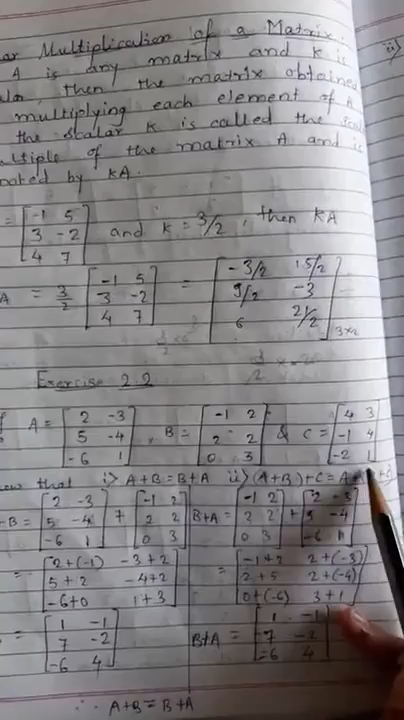 Multiplication of a Matrix.
A is any matrix and K is
then the matrix obtained
multiplying each element of A
the scalar K is called the
of the matrix A and is
by KA.
= [-1 5; 3 -2; 4 7] and K = 3/2, then KA
A = 3/2 [-1 5; 3 -2; 4 7] = [-3/2 15/2; 9/2 -3; 6 21/2] 3x2
Exercise 2.2
If A = [2 -3; 5 -4; -6 1], B = [-1 2; 2 2; 0 3] & C = [4 3; -1 4; -2 1]
that i> A+B = B+A ii> (A+B)+C = A+
+B = [2 -3; 5 -4; -6 1] + [-1 2; 2 2; 0 3] B+A = [-1 2; 2 2; 0 3] + [2 -3; 5 -4; -6 1]
= [2+(-1) -3+2; 5+2 -4+2; -6+0 1+3] = [-1+2 2+(-3); 2+5 2+(-4); 0+(-6) 3+1]
= [1 -1; 7 -2; -6 4] B+A = [1 -1; 7 -2; -6 4]
∴ A+B = B+A
ii)